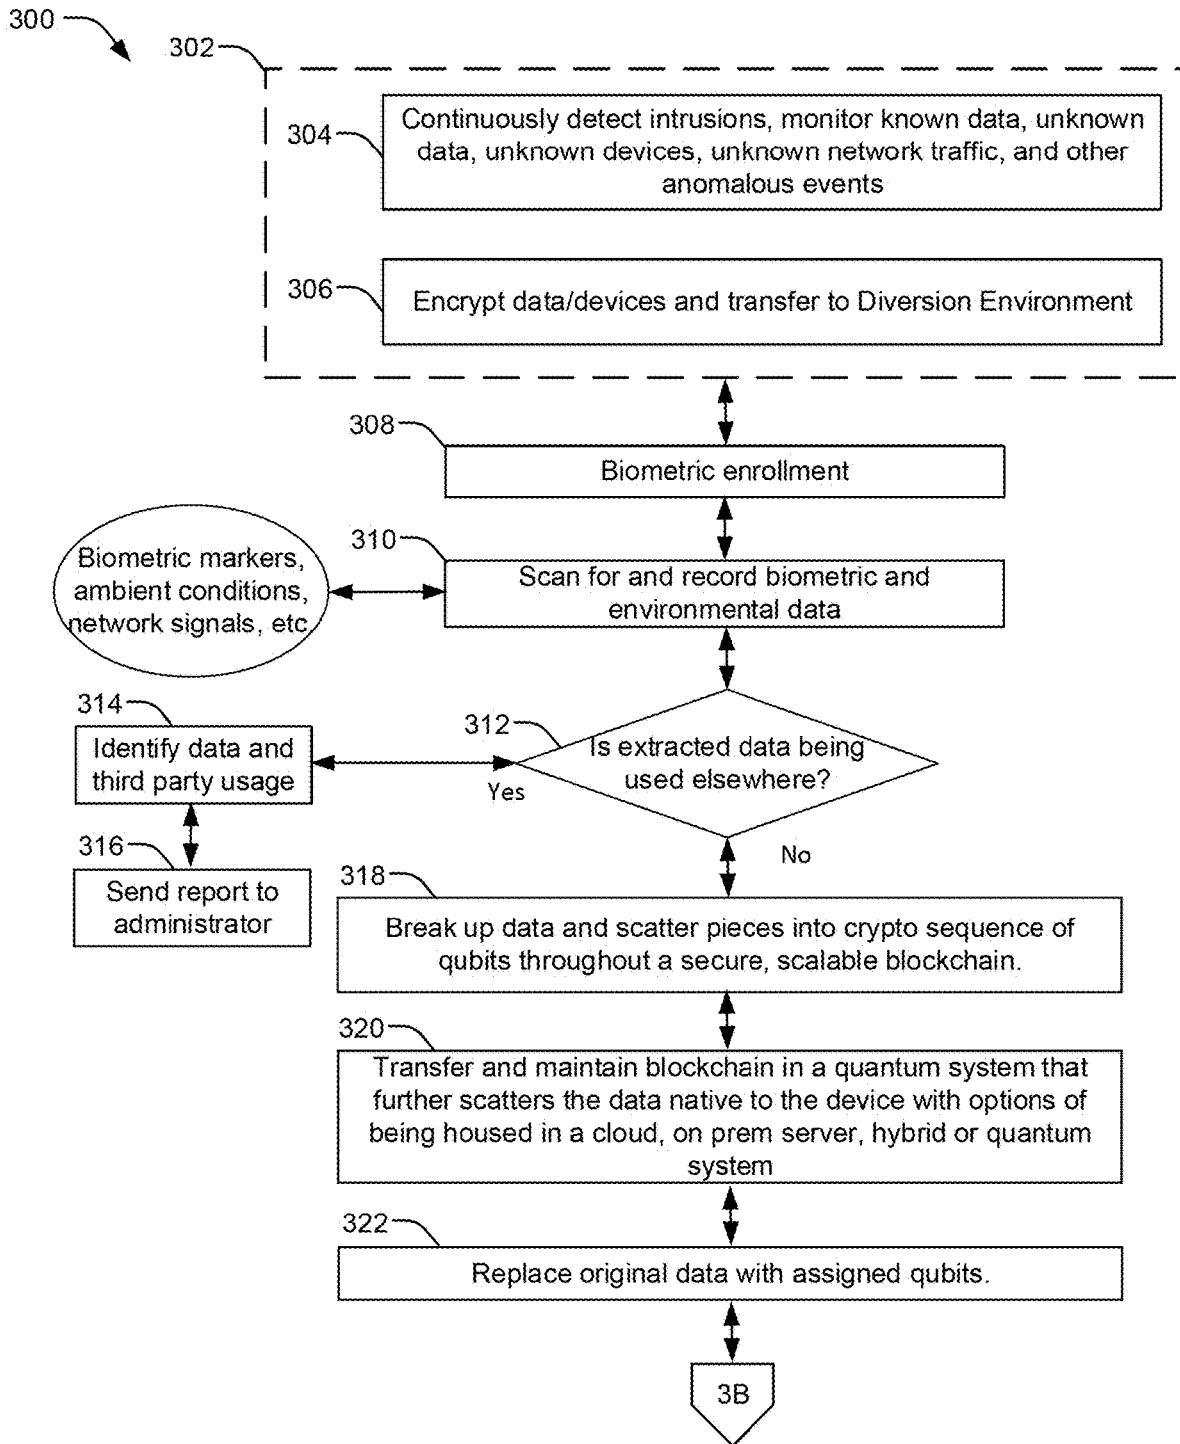 300
302
304
Continuously detect intrusions, monitor known data, unknown
data, unknown devices, unknown network traffic, and other
anomalous events
306
Encrypt data/devices and transfer to Diversion Environment
308
Biometric enrollment
310
Scan for and record biometric and
environmental data
Biometric markers,
ambient conditions,
network signals, etc
312
Is extracted data being
used elsewhere?
Yes
No
314
Identify data and
third party usage
316
Send report to
administrator
318
Break up data and scatter pieces into crypto sequence of
qubits throughout a secure, scalable blockchain.
320
Transfer and maintain blockchain in a quantum system that
further scatters the data native to the device with options of
being housed in a cloud, on prem server, hybrid or quantum
system
322
Replace original data with assigned qubits.
3B